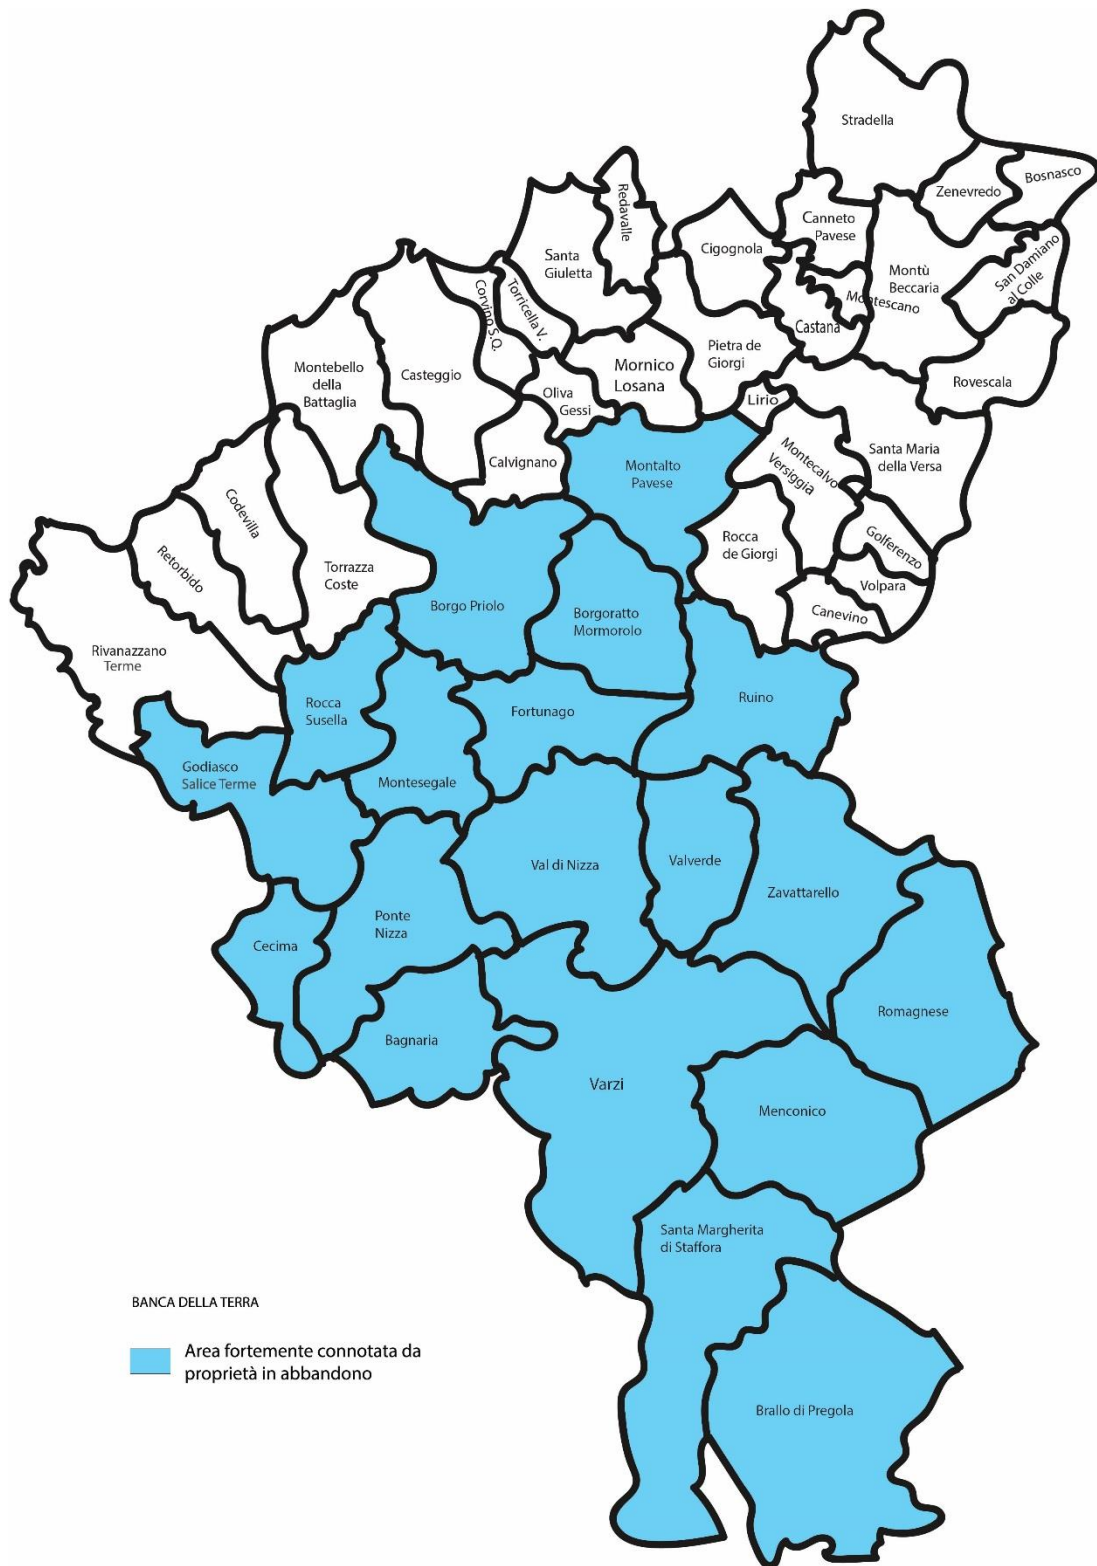 Stradella
Bosnasco
Zenevredo
Redavalle
Canneto
Pavese
Cigognola
Santa
Giuletta
Montù
Beccaria
San Damiano
al Colle
Montescano
Corvino S.Q.
Torricella V.
Castana
Pietra de
Giorgi
Montebello
della
Battaglia
Casteggio
Mornico
Losana
Rovescala
Oliva
Gessi
Lirio
Calvignano
Montalto
Pavese
Montecalvo
Versiggia
Santa Maria
della Versa
Codevilla
Retorbido
Torrazza
Coste
Rocca
de Giorgi
Golferenzo
Volpara
Canevino
Borgo Priolo
Borgoratto
Mormorolo
Rivanazzano
Terme
Rocca
Susella
Fortunago
Ruino
Godiasco
Salice Terme
Montesegale
Val di Nizza
Valverde
Zavattarello
Ponte
Nizza
Cecima
Romagnese
Bagnaria
Varzi
Menconico
Santa Margherita
di Staffora
BANCA DELLA TERRA
Area fortemente connotata da
proprietà in abbandono
Brallo di Pregola